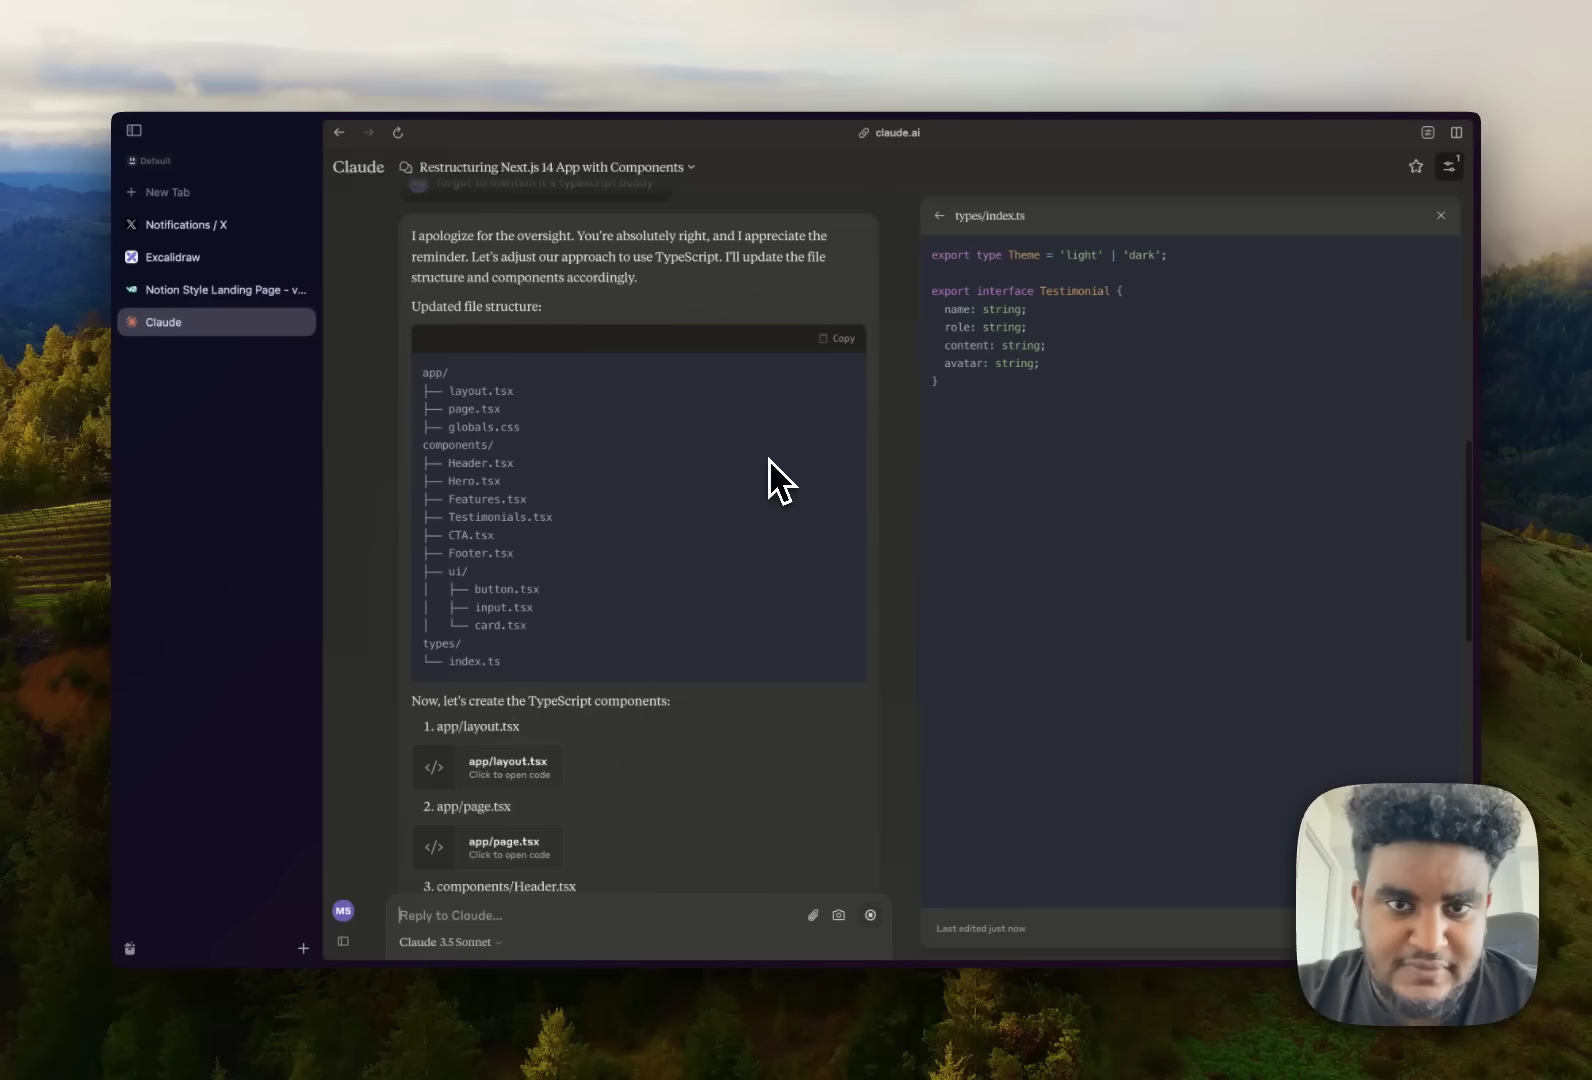 claude.ai
Default
New Tab
Notifications / X
Excalidraw
Notion Style Landing Page - v...
Claude
Claude
Restructuring Next.js 14 App with Components
1
forgot to mention it's typescript buddy
I apologize for the oversight. You're absolutely right, and I appreciate the
reminder. Let's adjust our approach to use TypeScript. I'll update the file
structure and components accordingly.
Updated file structure:
Copy
app/
├── layout.tsx
├── page.tsx
├── globals.css
components/
├── Header.tsx
├── Hero.tsx
├── Features.tsx
├── Testimonials.tsx
├── CTA.tsx
├── Footer.tsx
├── ui/
│   ├── button.tsx
│   ├── input.tsx
│   └── card.tsx
types/
└── index.ts
Now, let's create the TypeScript components:
1. app/layout.tsx
</>
app/layout.tsx
Click to open code
2. app/page.tsx
</>
app/page.tsx
Click to open code
3. components/Header.tsx
MS
Reply to Claude...
Claude 3.5 Sonnet
types/index.ts
export type Theme = 'light' | 'dark';
export interface Testimonial {
  name: string;
  role: string;
  content: string;
  avatar: string;
}
Last edited just now